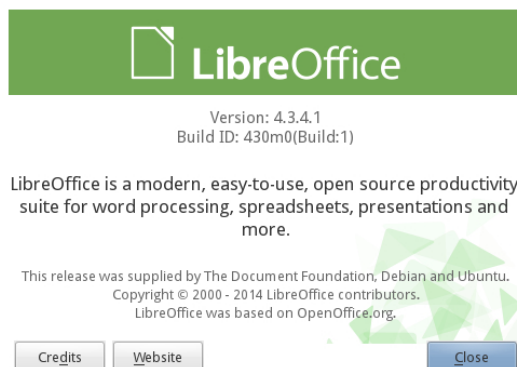 LibreOffice
Version: 4.3.4.1
Build ID: 430m0(Build:1)
LibreOffice is a modern, easy-to-use, open source productivity
suite for word processing, spreadsheets, presentations and
more.
This release was supplied by The Document Foundation, Debian and Ubuntu.
Copyright © 2000 - 2014 LibreOffice contributors.
LibreOffice was based on OpenOffice.org.
Credits Website Close